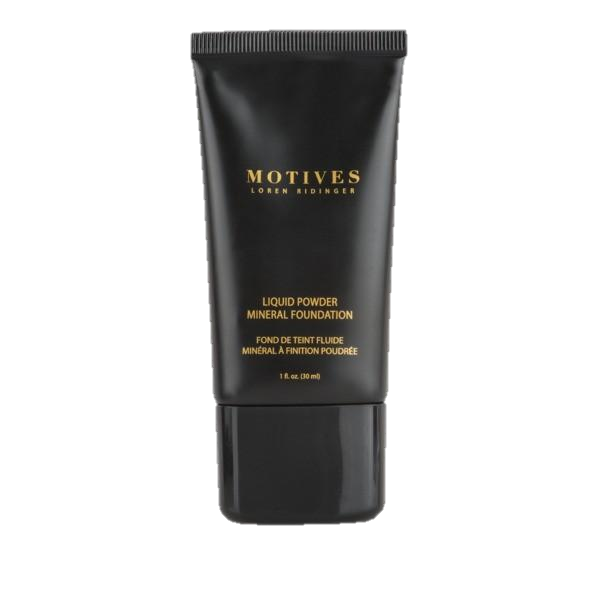 MOTIVES
LOREN RIDINGER
LIQUID POWDER
MINERAL FOUNDATION
FOND DE TEINT FLUIDE
MINÉRAL À FINITION POUDRÉE
1 fl. oz. (30 ml)